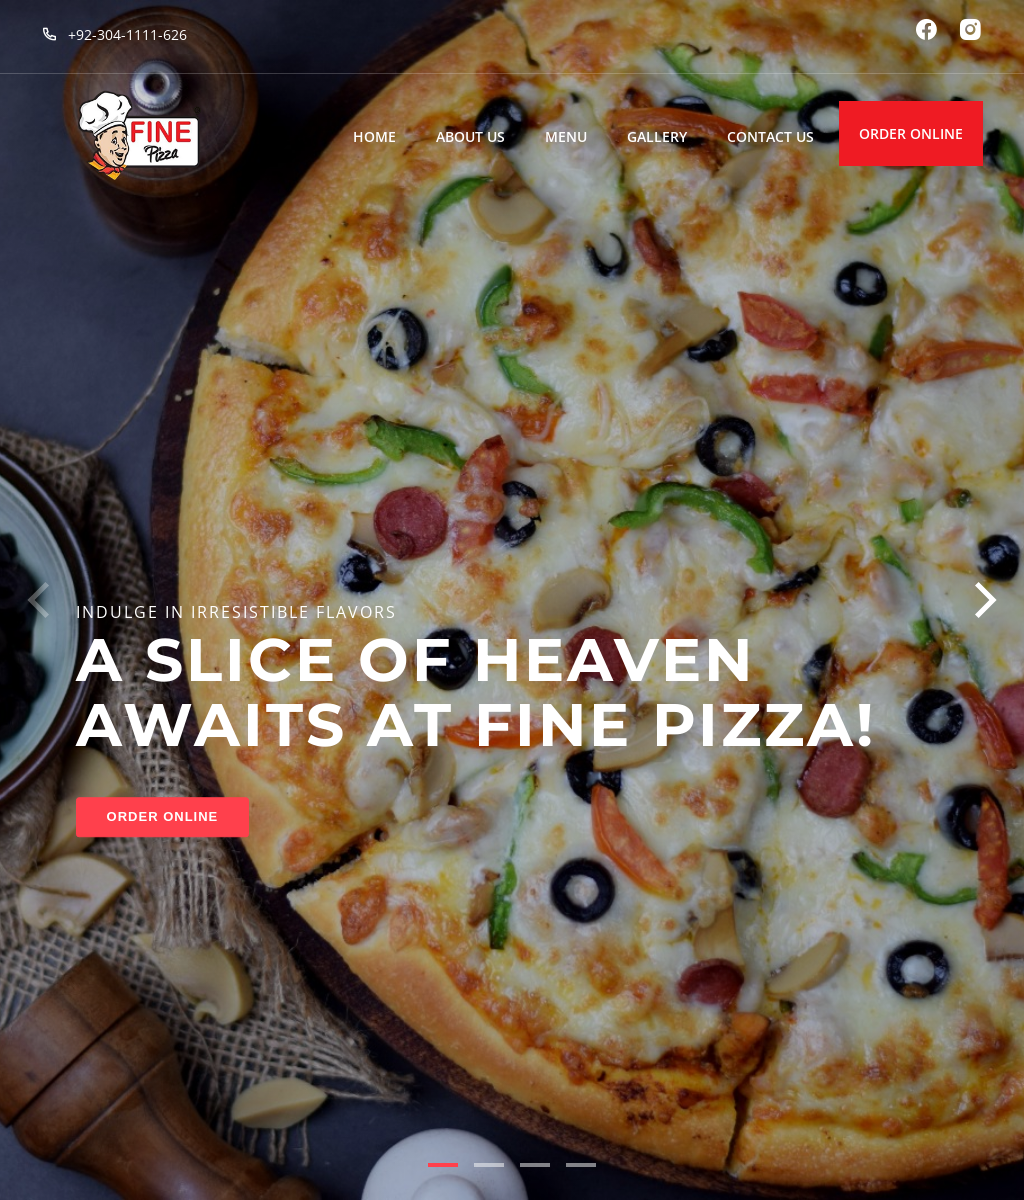 +92-304-1111-626
FINE
Pizza
HOME ABOUT US MENU GALLERY CONTACT US ORDER ONLINE
INDULGE IN IRRESISTIBLE FLAVORS
A SLICE OF HEAVEN
AWAITS AT FINE PIZZA!
ORDER ONLINE